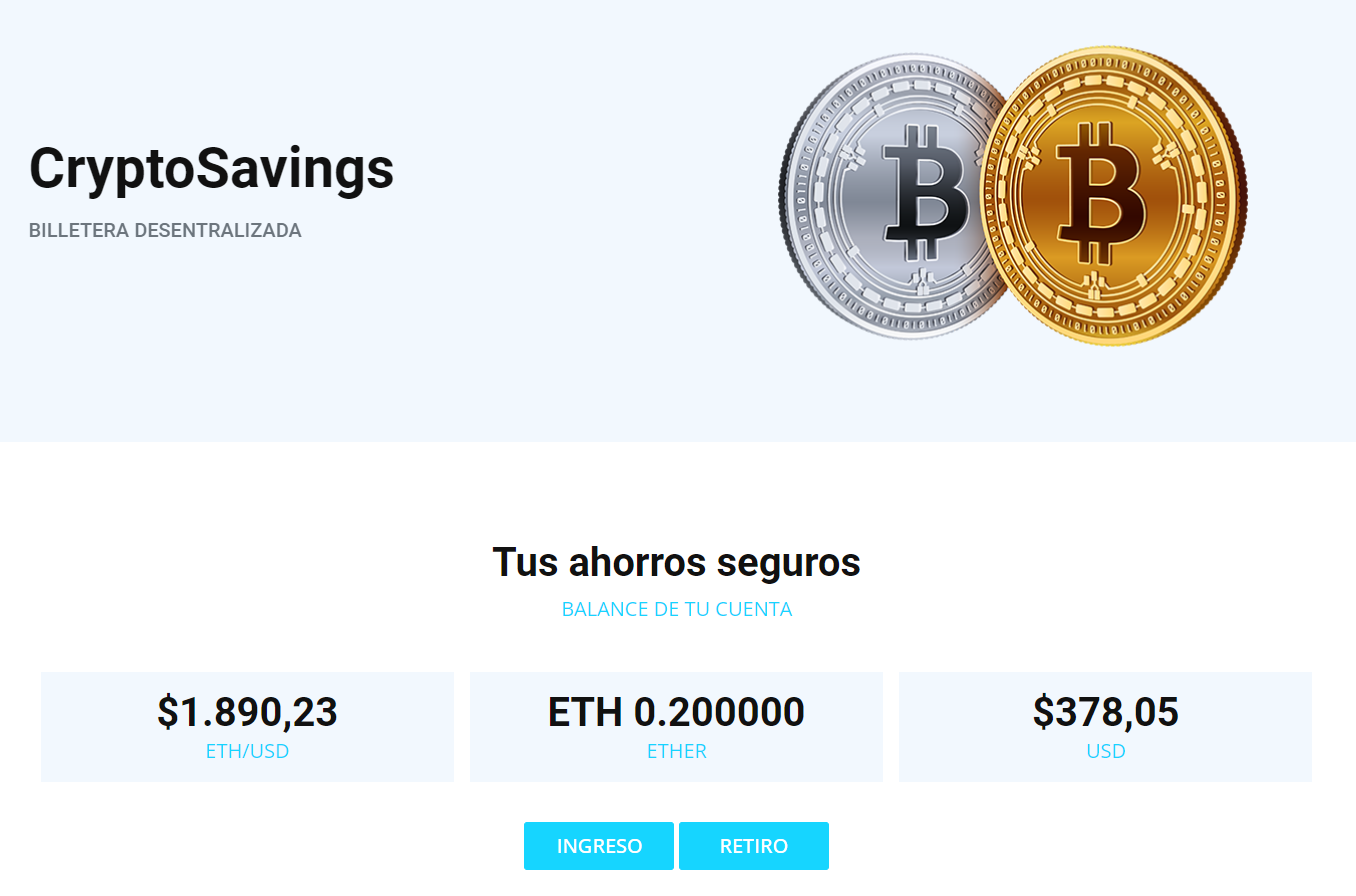 CryptoSavings
BILLETERA DESENTRALIZADA
Tus ahorros seguros
BALANCE DE TU CUENTA
$1.890,23
ETH/USD
ETH 0.200000
ETHER
$378,05
USD
INGRESO
RETIRO